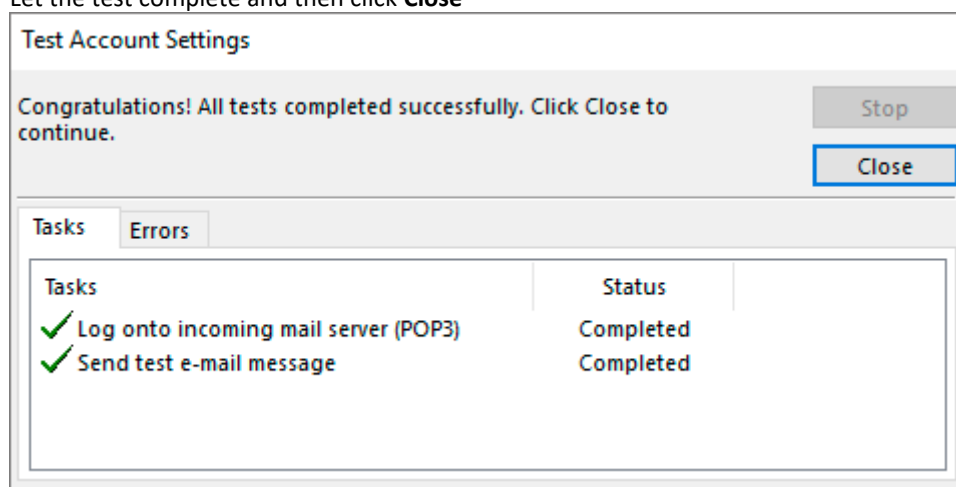 Let the test complete and then click Close
Test Account Settings
Congratulations! All tests completed successfully. Click Close to
continue.
Stop
Close
Tasks
Errors
Tasks Status
Log onto incoming mail server (POP3) Completed
Send test e-mail message Completed